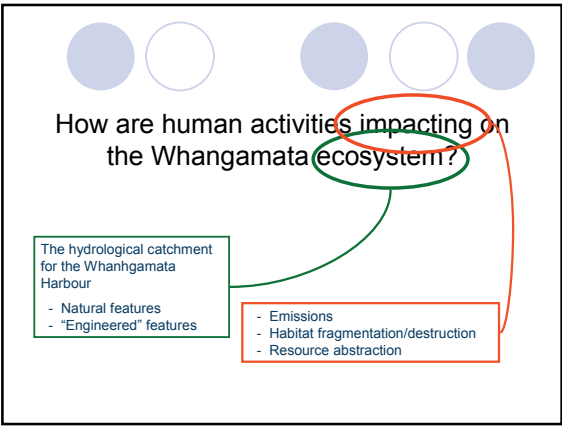 How are human activities impacting on
the Whangamata ecosystem?
The hydrological catchment
for the Whanhgamata
Harbour
- Natural features
- “Engineered” features
- Emissions
- Habitat fragmentation/destruction
- Resource abstraction